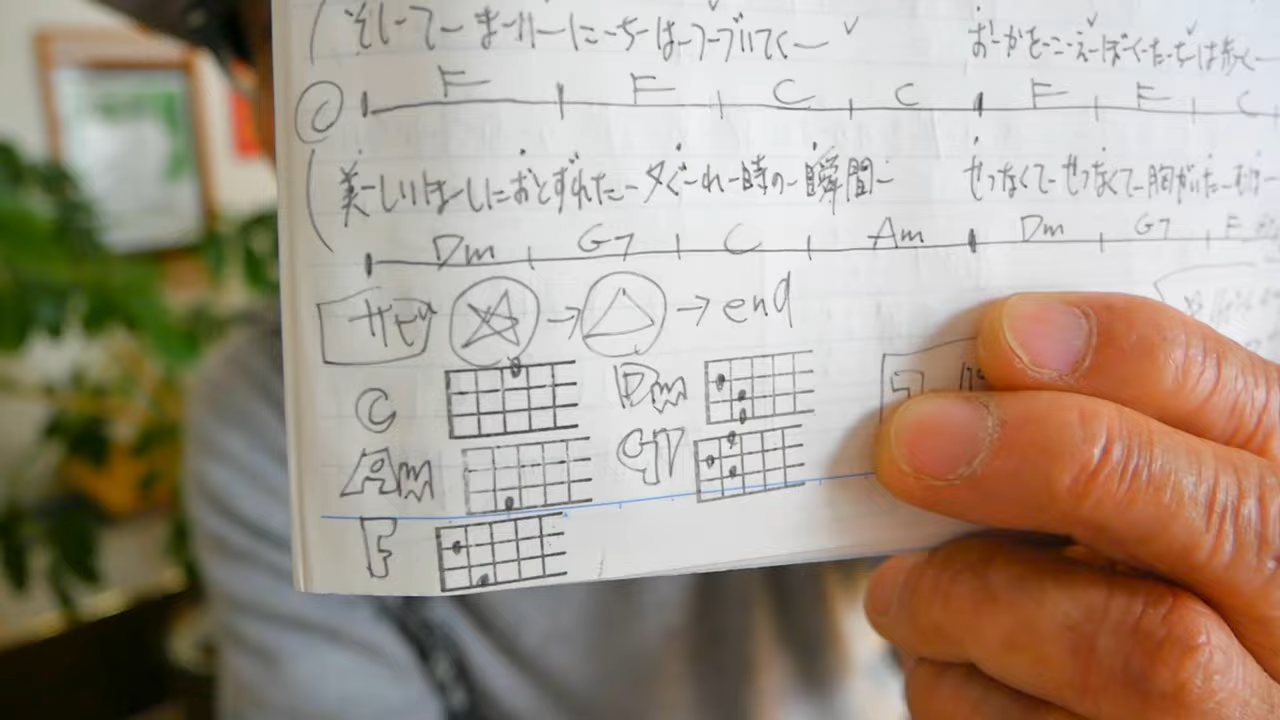 そしてーまーいーにーちーはーつーづいてくー おーかをーこーえーぼーくーたーちーは歩くー
C F F C C F F C
美ーしいほーしにーおとずれたー夕ぐーれー時のー瞬間ー せつなくてーせつなくてー胸がいたー
Dm G7 C Am Dm G7 F
サビ → → end
C Dm
Am G7
F